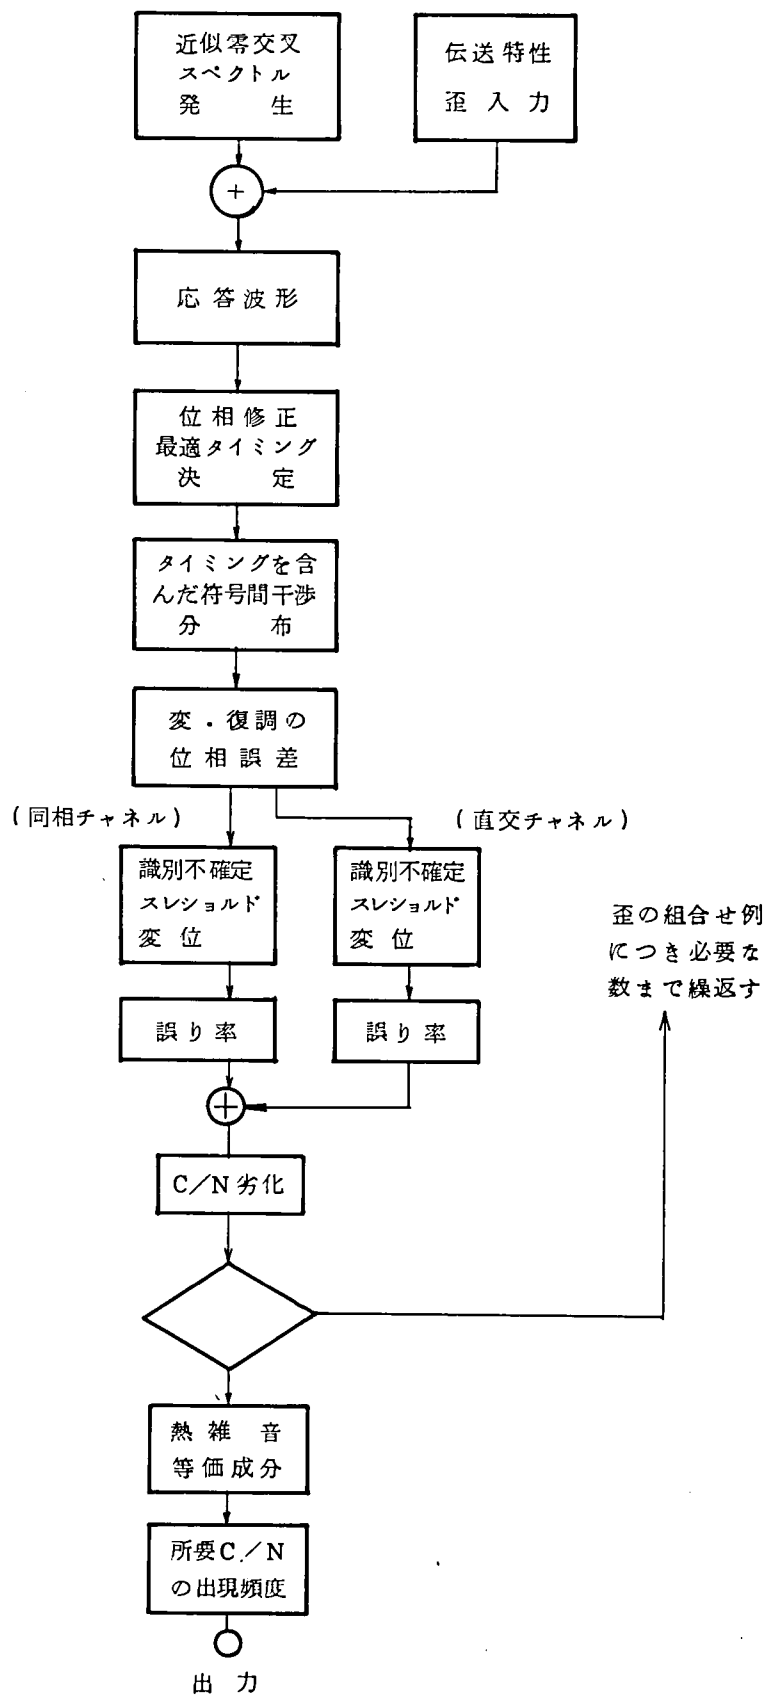 近似零交叉
スペクトル
発生
伝送特性
歪入力
+
応答波形
位相修正
最適タイミング
決定
タイミングを含
んだ符号間干渉
分布
変・復調の
位相誤差
(同相チャネル)
(直交チャネル)
識別不確定
スレショルド
変位
識別不確定
スレショルド
変位
歪の組合せ例
につき必要な
数まで繰返す
誤り率
誤り率
+
C/N劣化
熱雑音
等価成分
所要C/N
の出現頻度
出力